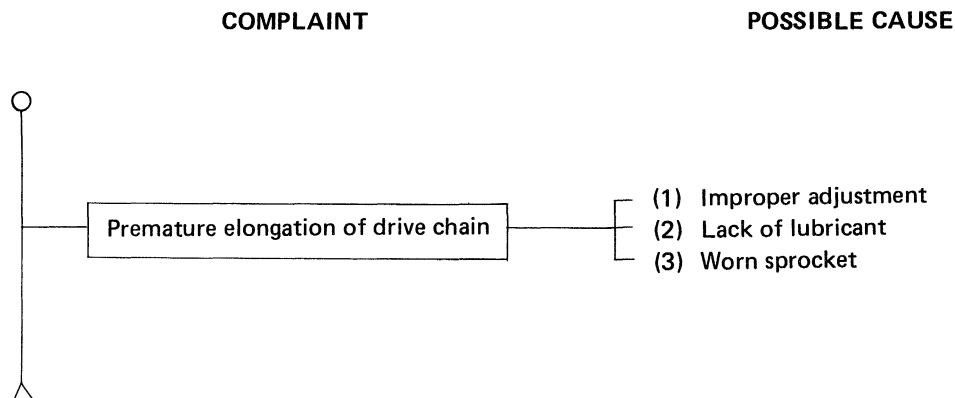 COMPLAINT POSSIBLE CAUSE
Premature elongation of drive chain
(1) Improper adjustment
(2) Lack of lubricant
(3) Worn sprocket